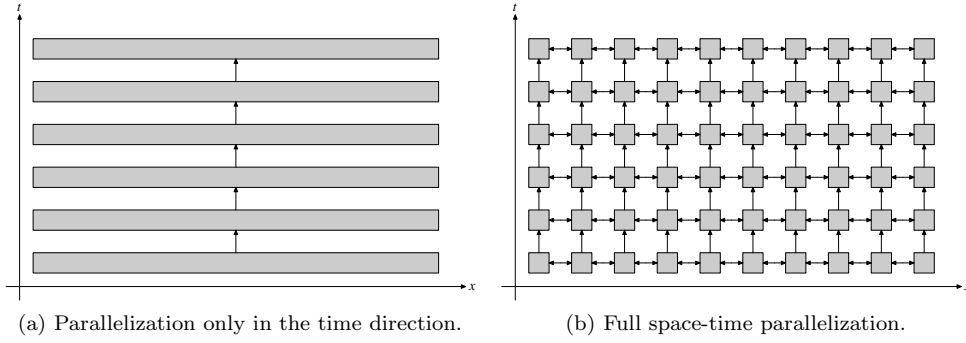 t
t
x
x
(a) Parallelization only in the time direction.
(b) Full space-time parallelization.